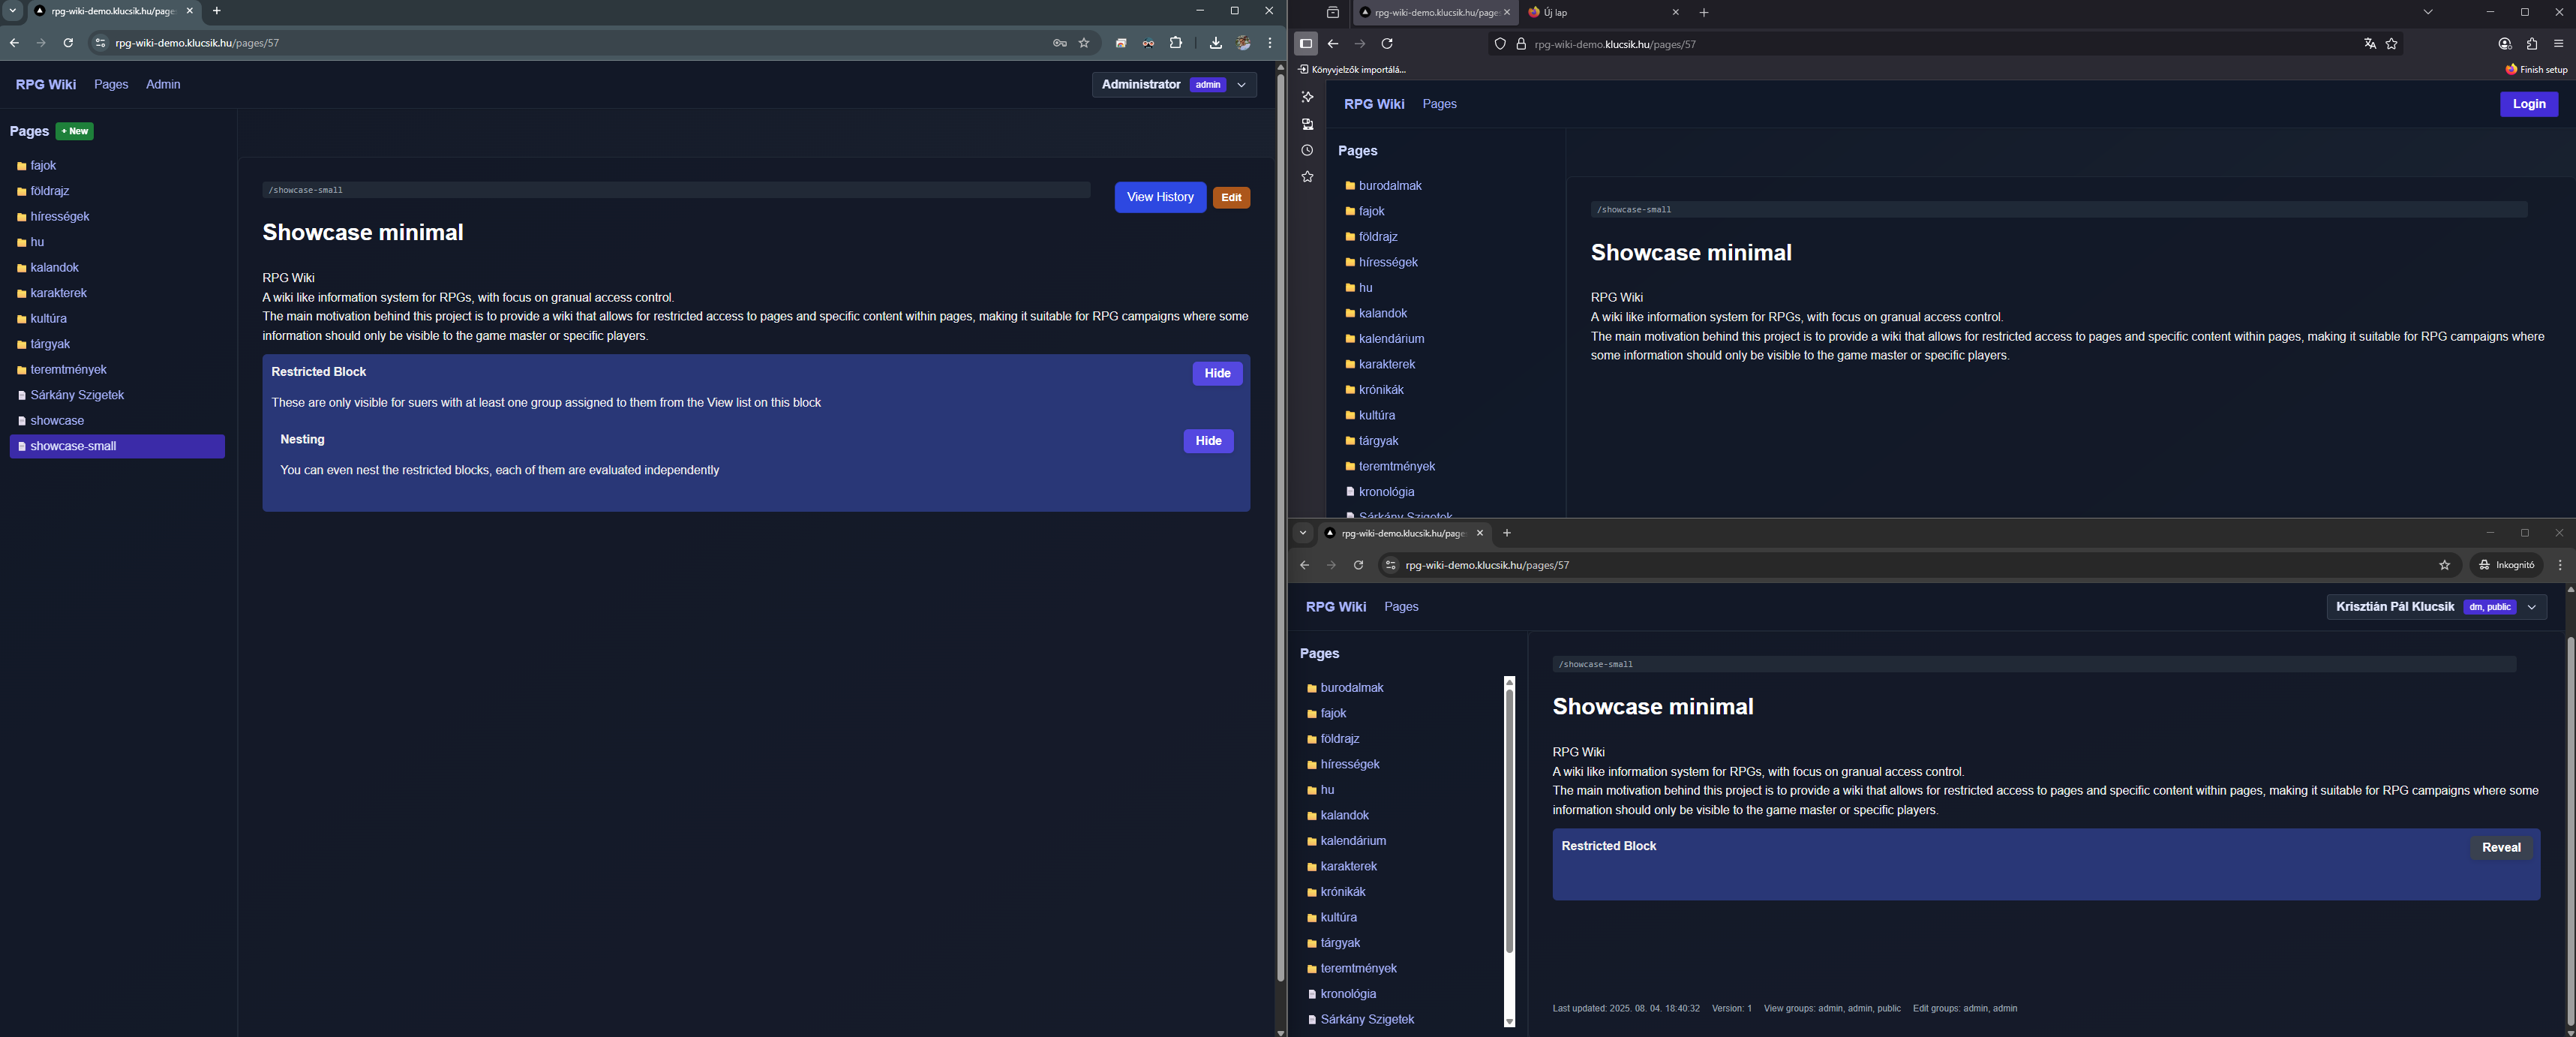 rpg-wiki-demo.klucsik.hu/page
rpg-wiki-demo.klucsik.hu/pages/57
RPG Wiki
Pages
Admin
Administrator
admin
Pages
+ New
fajok
földrajz
hírességek
hu
kalandok
karakterek
kultúra
tárgyak
teremtmények
Sárkány Szigetek
showcase
showcase-small
/showcase-small
View History
Edit
Showcase minimal
RPG Wiki
A wiki like information system for RPGs, with focus on granual access control.
The main motivation behind this project is to provide a wiki that allows for restricted access to pages and specific content within pages, making it suitable for RPG campaigns where some
information should only be visible to the game master or specific players.
Restricted Block
Hide
These are only visible for suers with at least one group assigned to them from the View list on this block
Nesting
Hide
You can even nest the restricted blocks, each of them are evaluated independently
rpg-wiki-demo.klucsik.hu/page
Új lap
rpg-wiki-demo.klucsik.hu/pages/57
Könyvjelzők importálá...
Finish setup
RPG Wiki
Pages
Login
Pages
burodalmak
fajok
földrajz
hírességek
hu
kalandok
kalendárium
karakterek
krónikák
kultúra
tárgyak
teremtmények
kronológia
Sárkány Szigetek
/showcase-small
Showcase minimal
RPG Wiki
A wiki like information system for RPGs, with focus on granual access control.
The main motivation behind this project is to provide a wiki that allows for restricted access to pages and specific content within pages, making it suitable for RPG campaigns where
some information should only be visible to the game master or specific players.
rpg-wiki-demo.klucsik.hu/page
rpg-wiki-demo.klucsik.hu/pages/57
Inkognitó
RPG Wiki
Pages
Krisztián Pál Klucsik
dm, public
Pages
burodalmak
fajok
földrajz
hírességek
hu
kalandok
kalendárium
karakterek
krónikák
kultúra
tárgyak
teremtmények
kronológia
Sárkány Szigetek
/showcase-small
Showcase minimal
RPG Wiki
A wiki like information system for RPGs, with focus on granual access control.
The main motivation behind this project is to provide a wiki that allows for restricted access to pages and specific content within pages, making it suitable for RPG campaigns where some
information should only be visible to the game master or specific players.
Restricted Block
Reveal
Last updated: 2025. 08. 04. 18:40:32
Version: 1
View groups: admin, admin, public
Edit groups: admin, admin